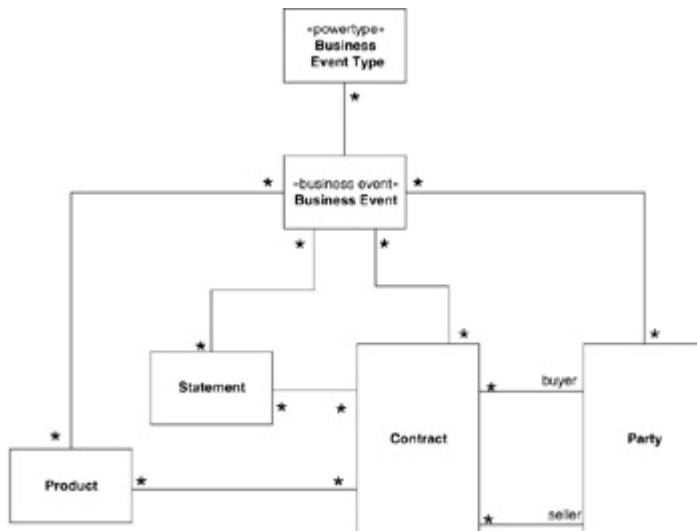 «powertype»
Business
Event Type
*
* «business event» *
Business Event
* *
* * *
Statement
* buyer
* *
Contract Party
*
Product
* *
* seller